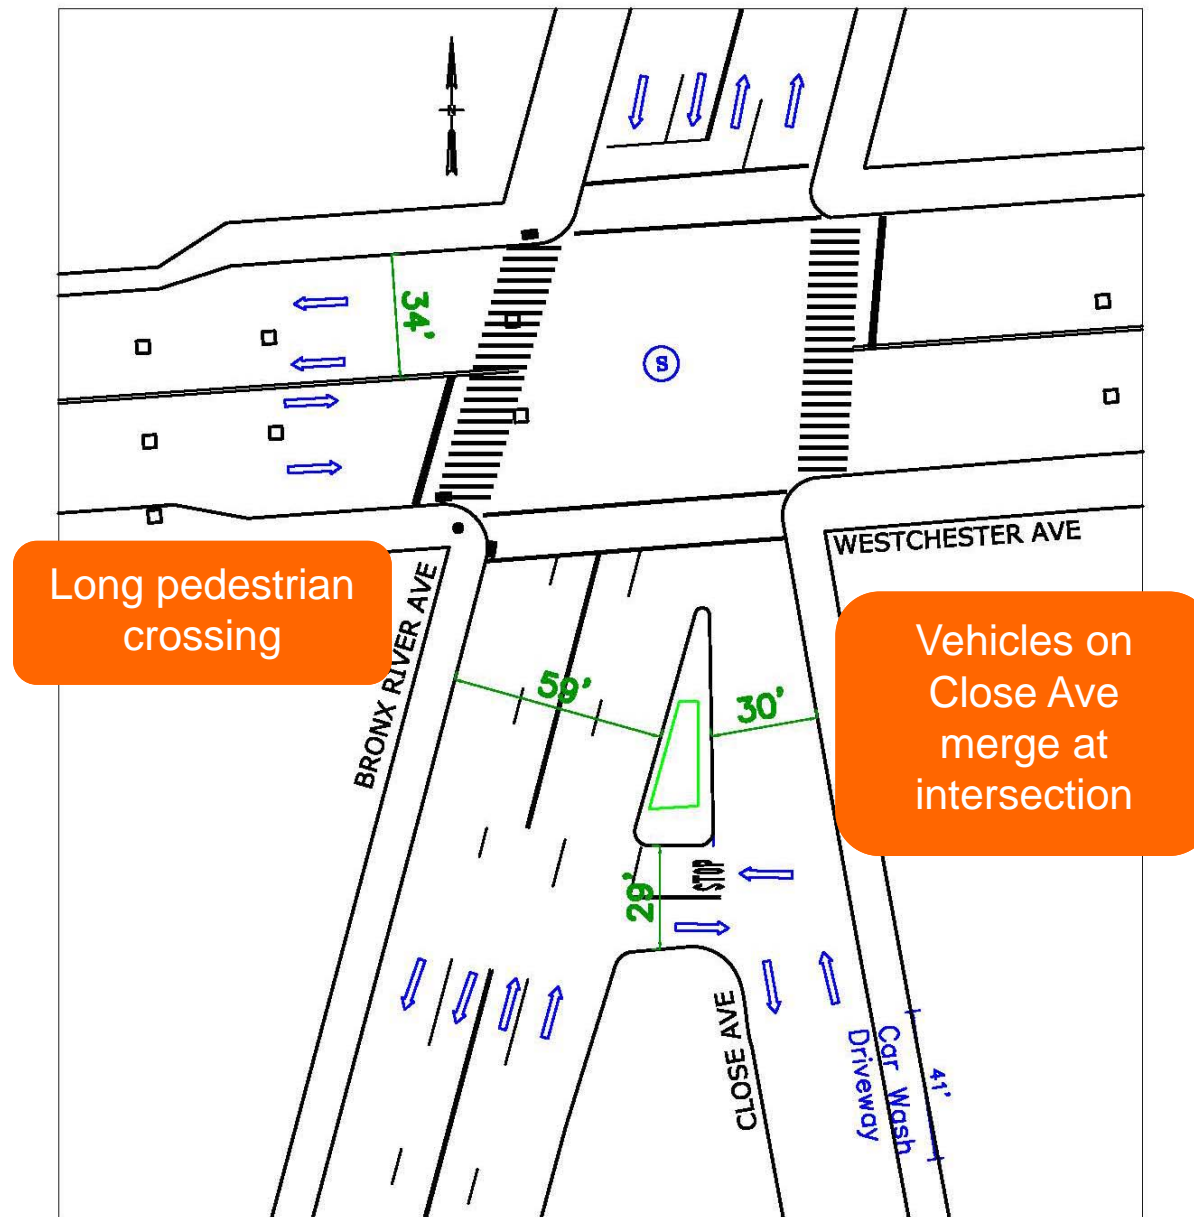 N
34'
S
WESTCHESTER AVE
Long pedestrian
crossing
BRONX RIVER AVE
Vehicles on
Close Ave
merge at
intersection
59'
30'
STOP
29'
CLOSE AVE
Car Wash
Driveway
41'